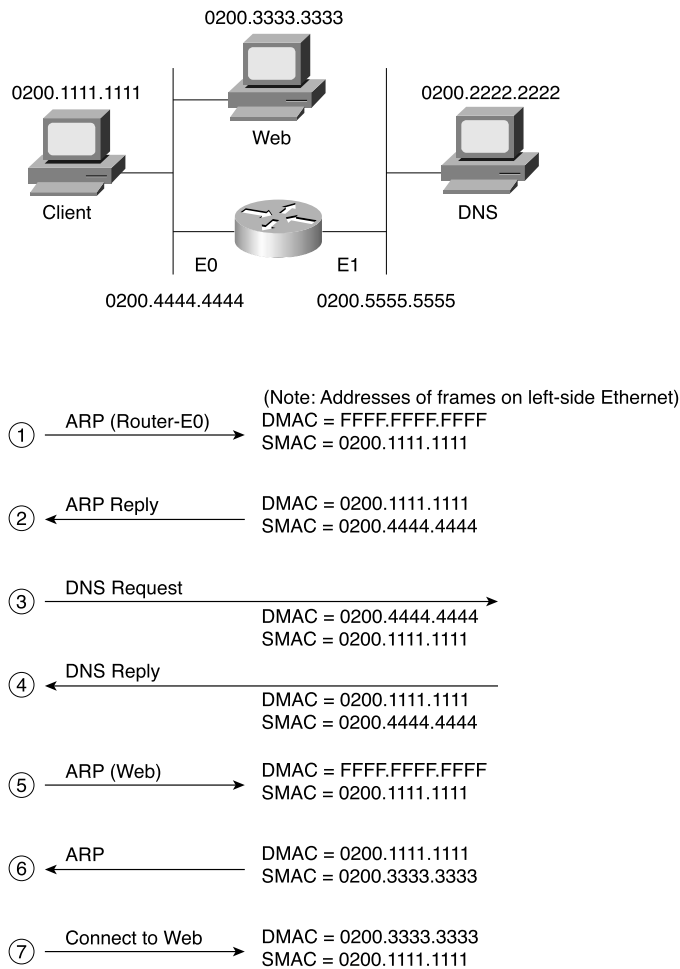 0200.3333.3333
0200.1111.1111
0200.2222.2222
Web
Client
DNS
E0
E1
0200.4444.4444
0200.5555.5555
(Note: Addresses of frames on left-side Ethernet)
1
ARP (Router-E0)
DMAC = FFFF.FFFF.FFFF
SMAC = 0200.1111.1111
2
ARP Reply
DMAC = 0200.1111.1111
SMAC = 0200.4444.4444
3
DNS Request
DMAC = 0200.4444.4444
SMAC = 0200.1111.1111
4
DNS Reply
DMAC = 0200.1111.1111
SMAC = 0200.4444.4444
5
ARP (Web)
DMAC = FFFF.FFFF.FFFF
SMAC = 0200.1111.1111
6
ARP
DMAC = 0200.1111.1111
SMAC = 0200.3333.3333
7
Connect to Web
DMAC = 0200.3333.3333
SMAC = 0200.1111.1111